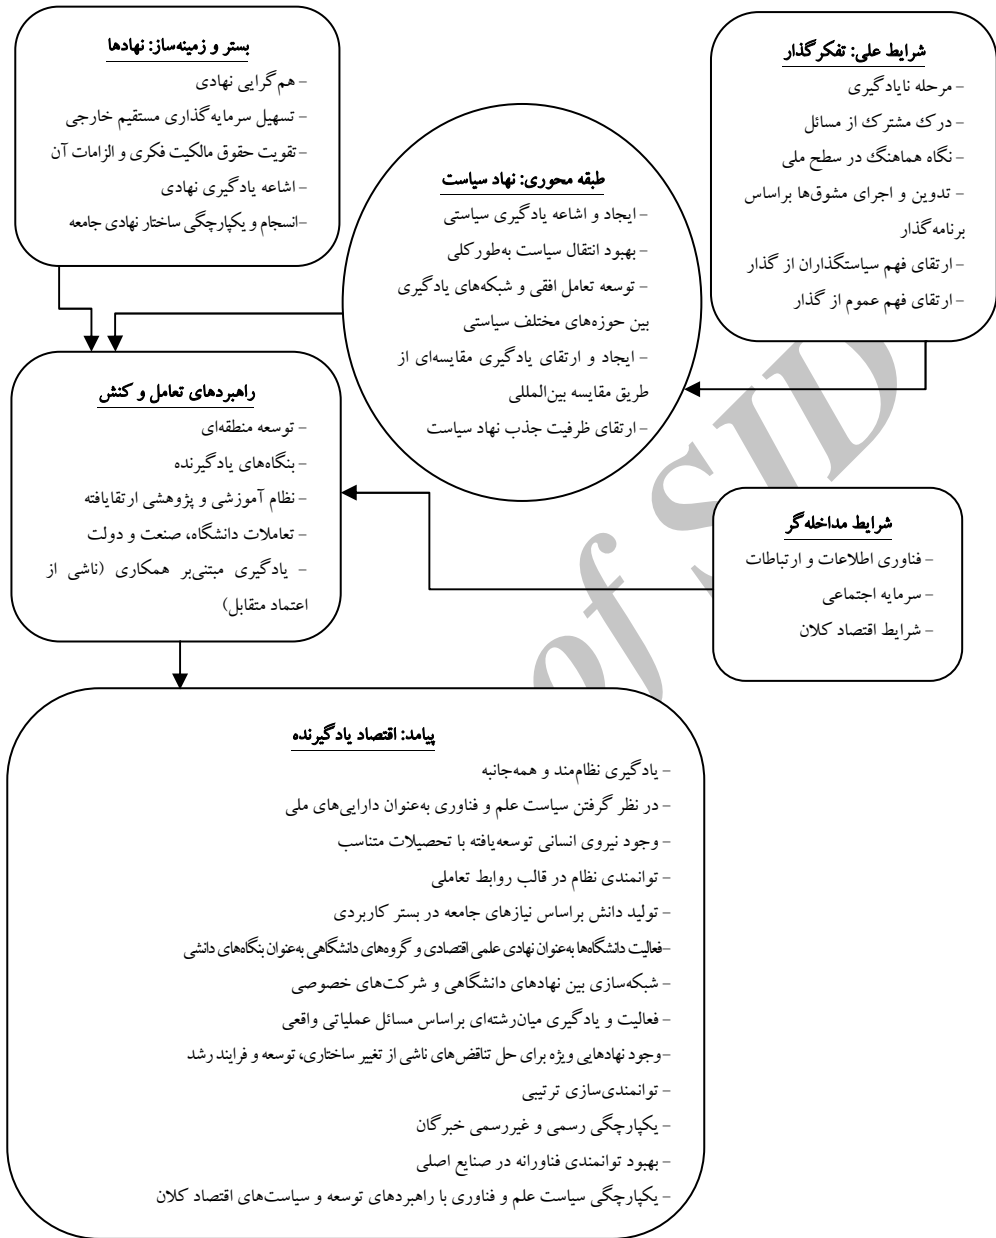 شرایط علی: تفکر گذار
- مرحله نایادگیری
- درک مشترک از مسائل
- نگاه هماهنگ در سطح ملی
- تدوین و اجرای مشوق‌ها براساس
برنامه گذار
- ارتقای فهم سیاستگذاران از گذار
- ارتقای فهم عموم از گذار
بستر و زمینه‌ساز: نهادها
- هم‌گرایی نهادی
- تسهیل سرمایه‌گذاری مستقیم خارجی
- تقویت حقوق مالکیت فکری و الزامات آن
- اشاعه یادگیری نهادی
-انسجام و یکپارچگی ساختار نهادی جامعه
طبقه محوری: نهاد سیاست
- ایجاد و اشاعه یادگیری سیاستی
- بهبود انتقال سیاست به‌طورکلی
- توسعه تعامل افقی و شبکه‌های یادگیری
بین حوزه‌های مختلف سیاستی
- ایجاد و ارتقای یادگیری مقایسه‌ای از
طریق مقایسه بین‌المللی
- ارتقای ظرفیت جذب نهاد سیاست
راهبردهای تعامل و کنش
- توسعه منطقه‌ای
- بنگاه‌های یادگیرنده
- نظام آموزشی و پژوهشی ارتقایافته
- تعاملات دانشگاه، صنعت و دولت
- یادگیری مبتنی‌بر همکاری (ناشی از
اعتماد متقابل)
شرایط مداخله‌گر
- فناوری اطلاعات و ارتباطات
- سرمایه اجتماعی
- شرایط اقتصاد کلان
پیامد: اقتصاد یادگیرنده
- یادگیری نظام‌مند و همه‌جانبه
- در نظر گرفتن سیاست علم و فناوری به‌عنوان دارایی‌های ملی
- وجود نیروی انسانی توسعه‌یافته با تحصیلات متناسب
- توانمندی نظام در قالب روابط تعاملی
- تولید دانش براساس نیازهای جامعه در بستر کاربردی
-فعالیت دانشگاه‌ها به‌عنوان نهادی علمی اقتصادی و گروه‌های دانشگاهی به‌عنوان بنگاه‌های دانشی
- شبکه‌سازی بین نهادهای دانشگاهی و شرکت‌های خصوصی
- فعالیت و یادگیری میان‌رشته‌ای براساس مسائل عملیاتی واقعی
-وجود نهادهایی ویژه برای حل تناقض‌های ناشی از تغییر ساختاری، توسعه و فرایند رشد
- توانمندی‌سازی ترتیبی
- یکپارچگی رسمی و غیررسمی خبرگان
- بهبود توانمندی فناورانه در صنایع اصلی
- یکپارچگی سیاست علم و فناوری با راهبردهای توسعه و سیاست‌های اقتصاد کلان
of SID